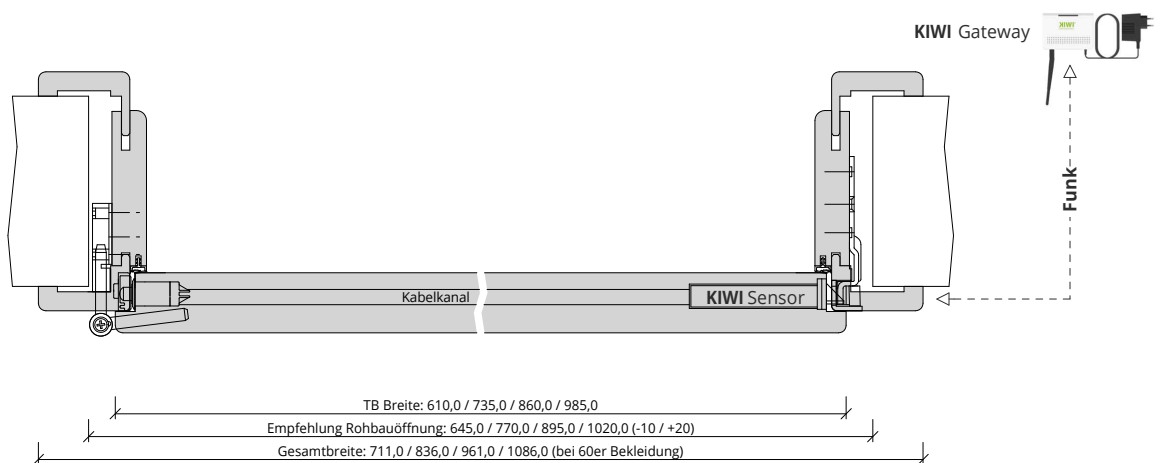 KIWI Gateway
KIWI
Funk
Kabelkanal
KIWI Sensor
TB Breite: 610,0 / 735,0 / 860,0 / 985,0
Empfehlung Rohbauöffnung: 645,0 / 770,0 / 895,0 / 1020,0 (-10 / +20)
Gesamtbreite: 711,0 / 836,0 / 961,0 / 1086,0 (bei 60er Bekleidung)